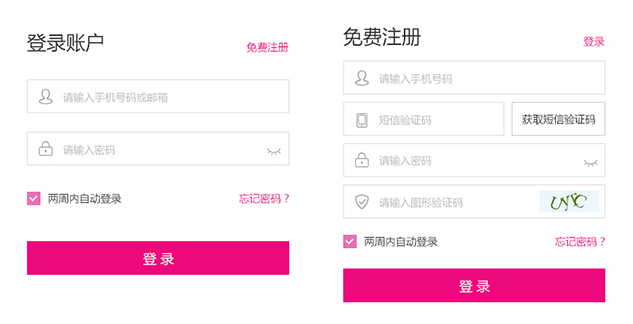 登录账户
免费注册
请输入手机号码或邮箱
请输入密码
两周内自动登录
忘记密码？
登 录
免费注册
登录
请输入手机号码
短信验证码
获取短信验证码
请输入密码
请输入图形验证码
两周内自动登录
忘记密码？
登 录